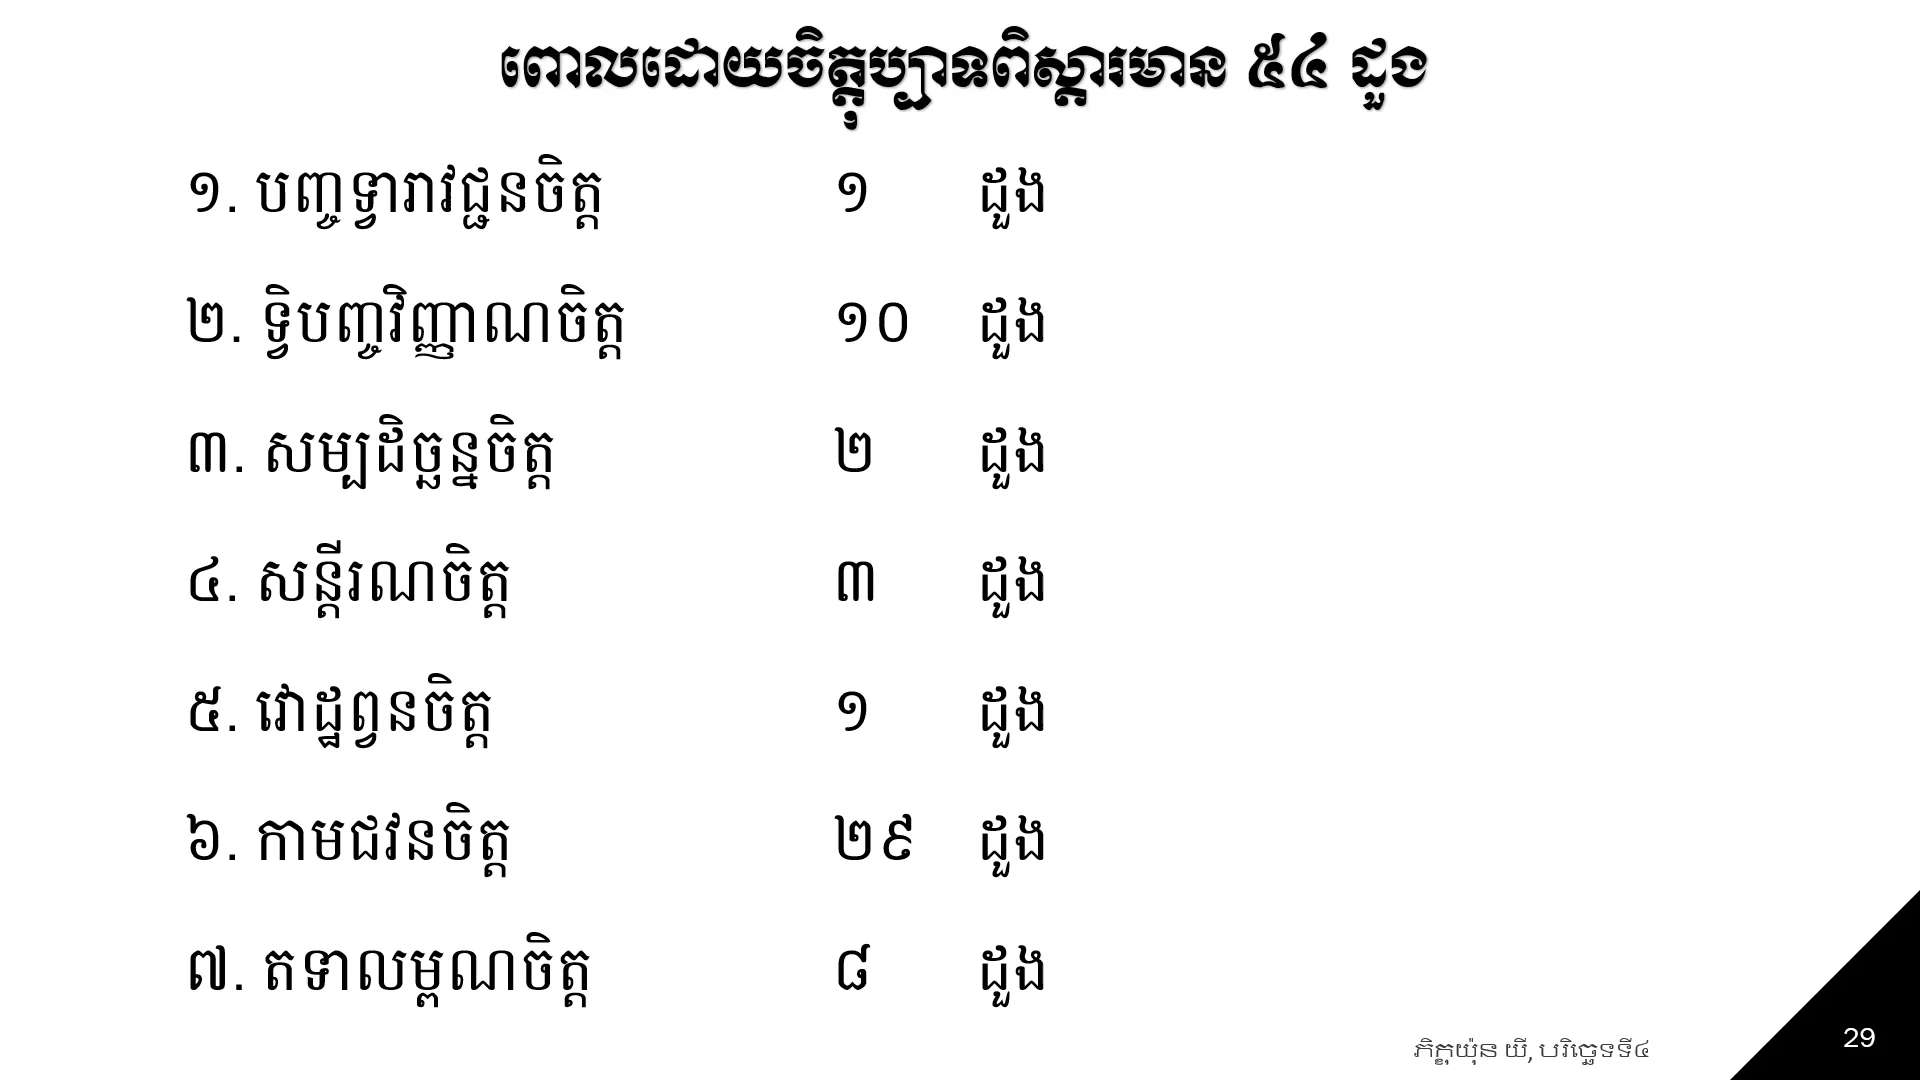 ពោលដោយចិត្តុប្បាទពិស្តារមាន ៥៤ ដួង
១. បញ្ចទ្វារាវជ្ជនចិត្ត ១ ដួង
២. ទ្វិបញ្ចវិញ្ញាណចិត្ត ១០ ដួង
៣. សម្បដិច្ឆន្នចិត្ត ២ ដួង
៤. សន្តីរណចិត្ត ៣ ដួង
៥. វោដ្ឋព្វនចិត្ត ១ ដួង
៦. កាមជវនចិត្ត ២៩ ដួង
៧. តទាលម្ពណចិត្ត ៨ ដួង
ភិក្ខុយ៉ុន យី, បរិច្ឆេទទី៤
29